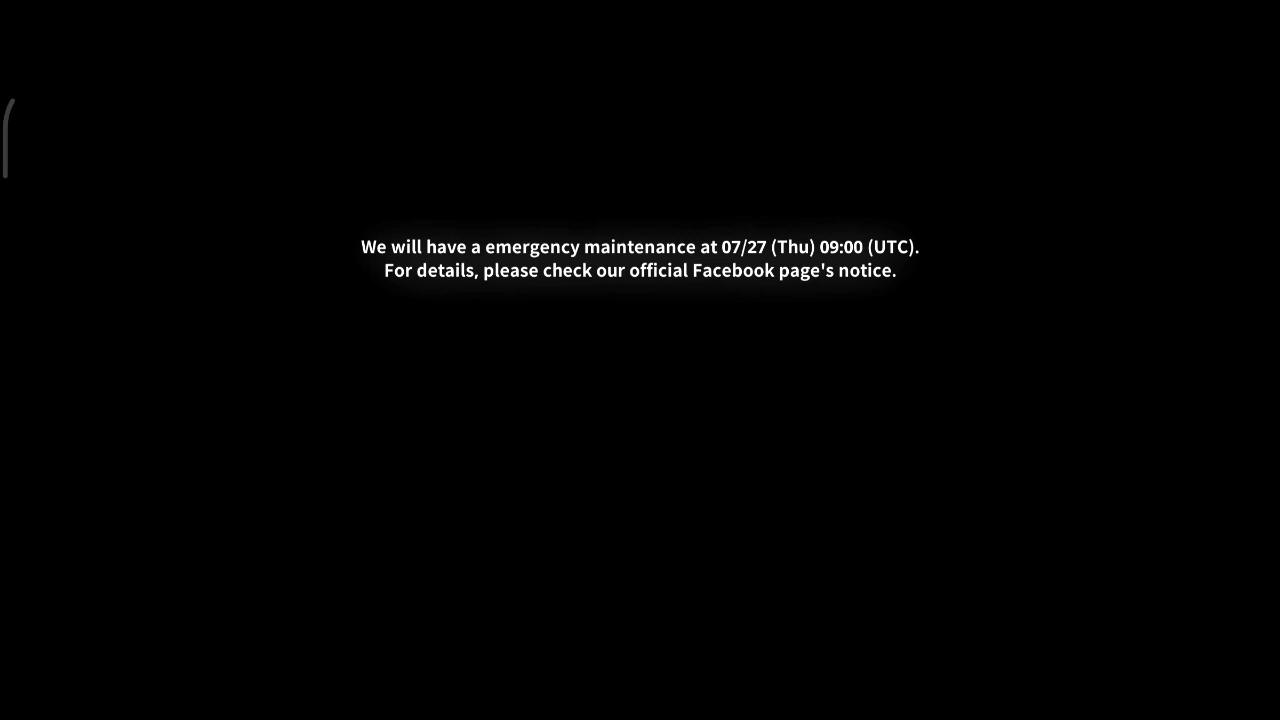 We will have a emergency maintenance at 07/27 (Thu) 09:00 (UTC).
For details, please check our official Facebook page's notice.